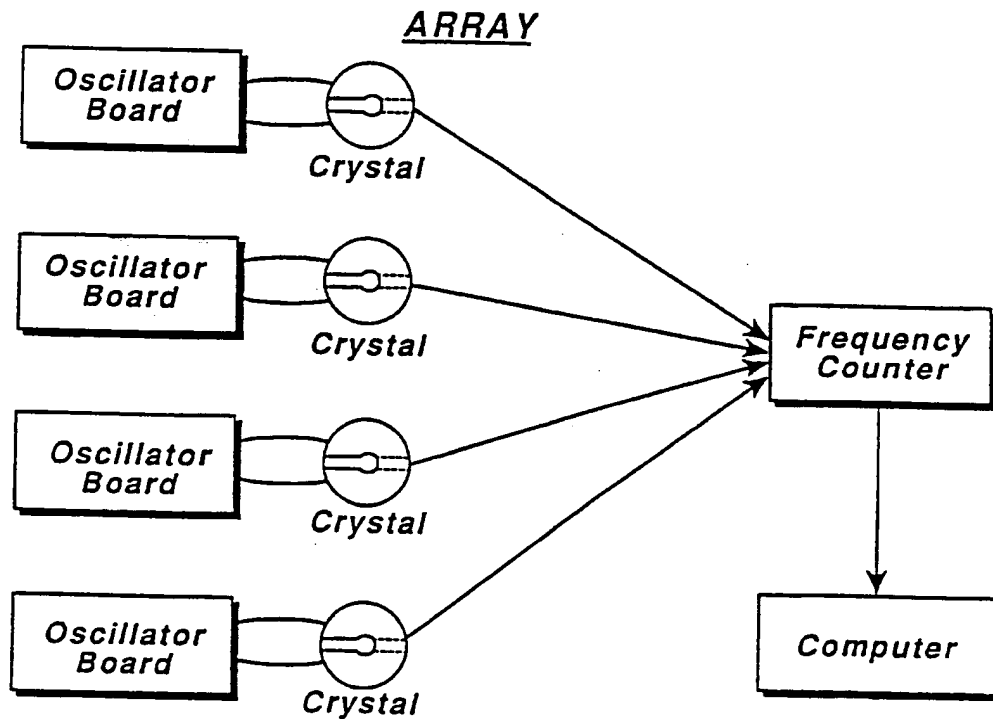 ARRAY
Oscillator
Board
Crystal
Oscillator
Board
Crystal
Oscillator
Board
Crystal
Oscillator
Board
Crystal
Frequency
Counter
Computer